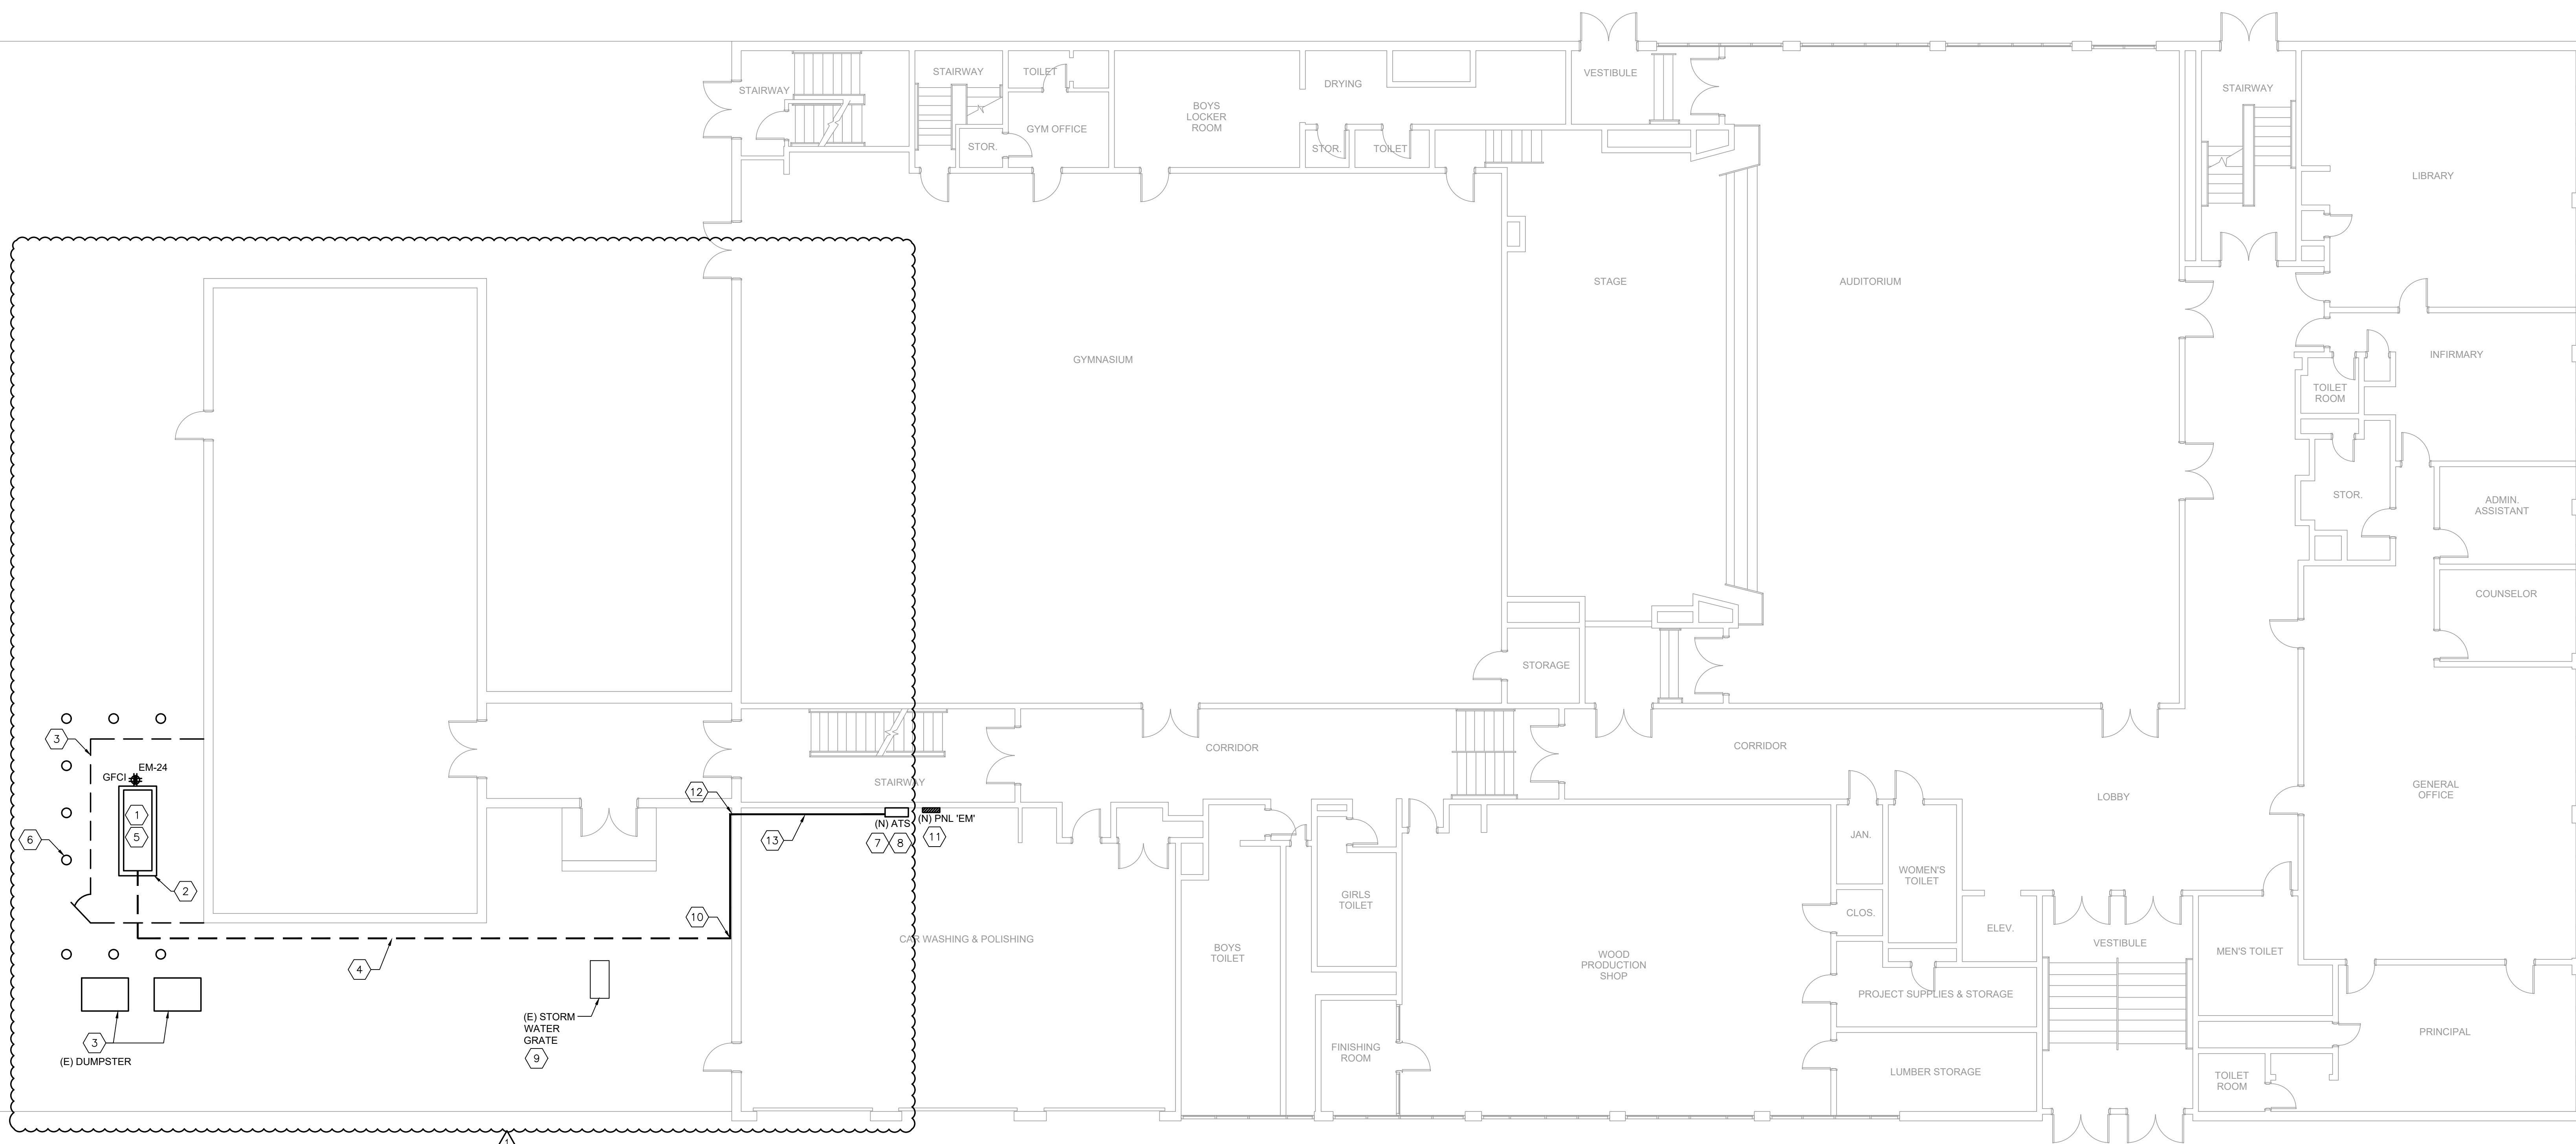 STAIRWAY
STAIRWAY
TOILET
GYM OFFICE
STOR.
BOYS
LOCKER
ROOM
DRYING
STOR.
TOILET
VESTIBULE
STAIRWAY
LIBRARY
STAGE
AUDITORIUM
GYMNASIUM
INFIRMARY
TOILET
ROOM
STOR.
ADMIN.
ASSISTANT
COUNSELOR
STORAGE
CORRIDOR
CORRIDOR
STAIRWAY
LOBBY
GENERAL
OFFICE
3
GFCI
EM-24
1
5
6
2
12
13
(N) ATS
7
8
(N) PNL 'EM'
11
10
4
CAR WASHING & POLISHING
BOYS
TOILET
GIRLS
TOILET
FINISHING
ROOM
WOOD
PRODUCTION
SHOP
JAN.
CLOS.
WOMEN'S
TOILET
ELEV.
PROJECT SUPPLIES & STORAGE
LUMBER STORAGE
VESTIBULE
MEN'S TOILET
TOILET
ROOM
PRINCIPAL
3
(E) DUMPSTER
(E) STORM
WATER
GRATE
9
1